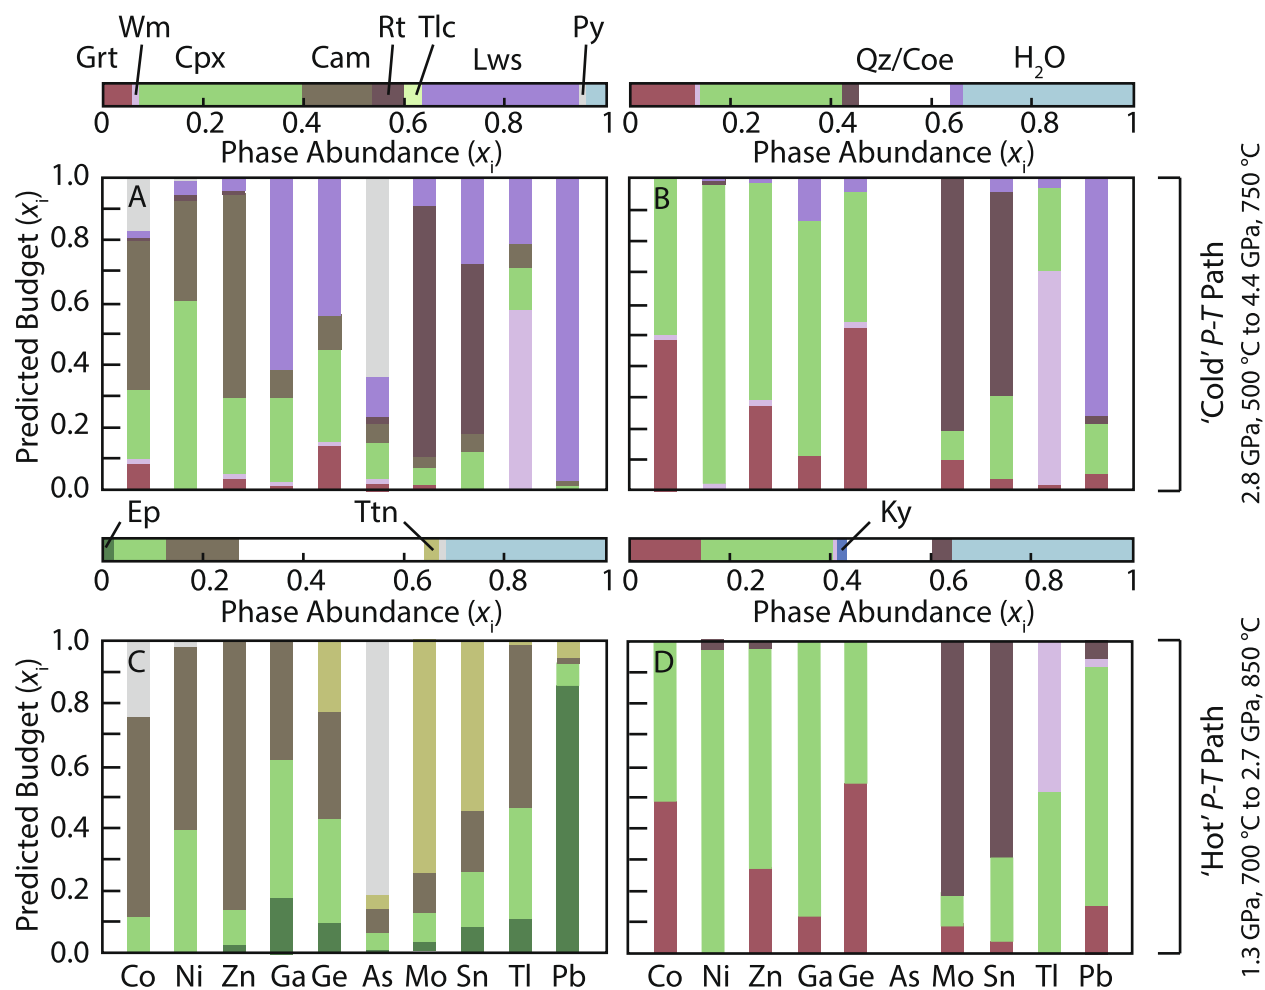 Wm Rt Tlc Py
Grt Cpx Cam Lws Qz/Coe H2O
0 0.2 0.4 0.6 0.8 1 0 0.2 0.4 0.6 0.8 1
Phase Abundance (xi) Phase Abundance (xi)
Predicted Budget (xi)
1.0
0.8
0.6
0.4
0.2
0.0
A B
'Cold' P-T Path
2.8 GPa, 500 °C to 4.4 GPa, 750 °C
Ep Ttn Ky
0 0.2 0.4 0.6 0.8 1 0.2 0.4 0.6 0.8 1
Phase Abundance (xi) Phase Abundance (xi)
Predicted Budget (xi)
1.0
0.8
0.6
0.4
0.2
0.0
C D
'Hot' P-T Path
1.3 GPa, 700 °C to 2.7 GPa, 850 °C
Co Ni Zn Ga Ge As Mo Sn Tl Pb Co Ni Zn Ga Ge As Mo Sn Tl Pb